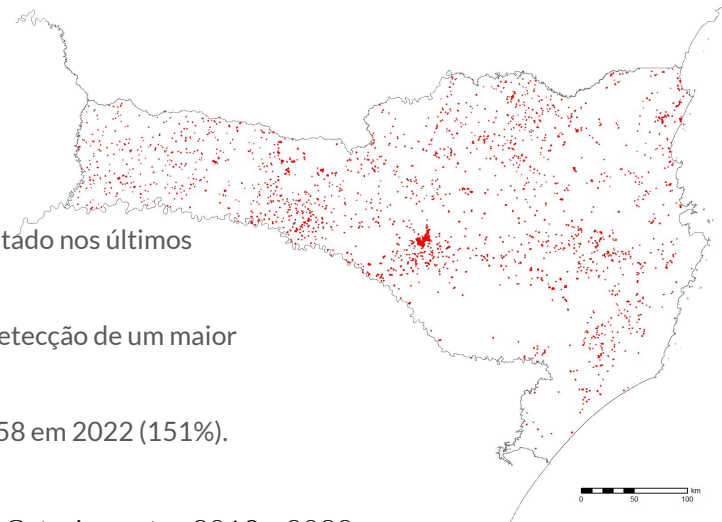 tado nos últimos
etecção de um maior
58 em 2022 (151%).
km
0 50 100